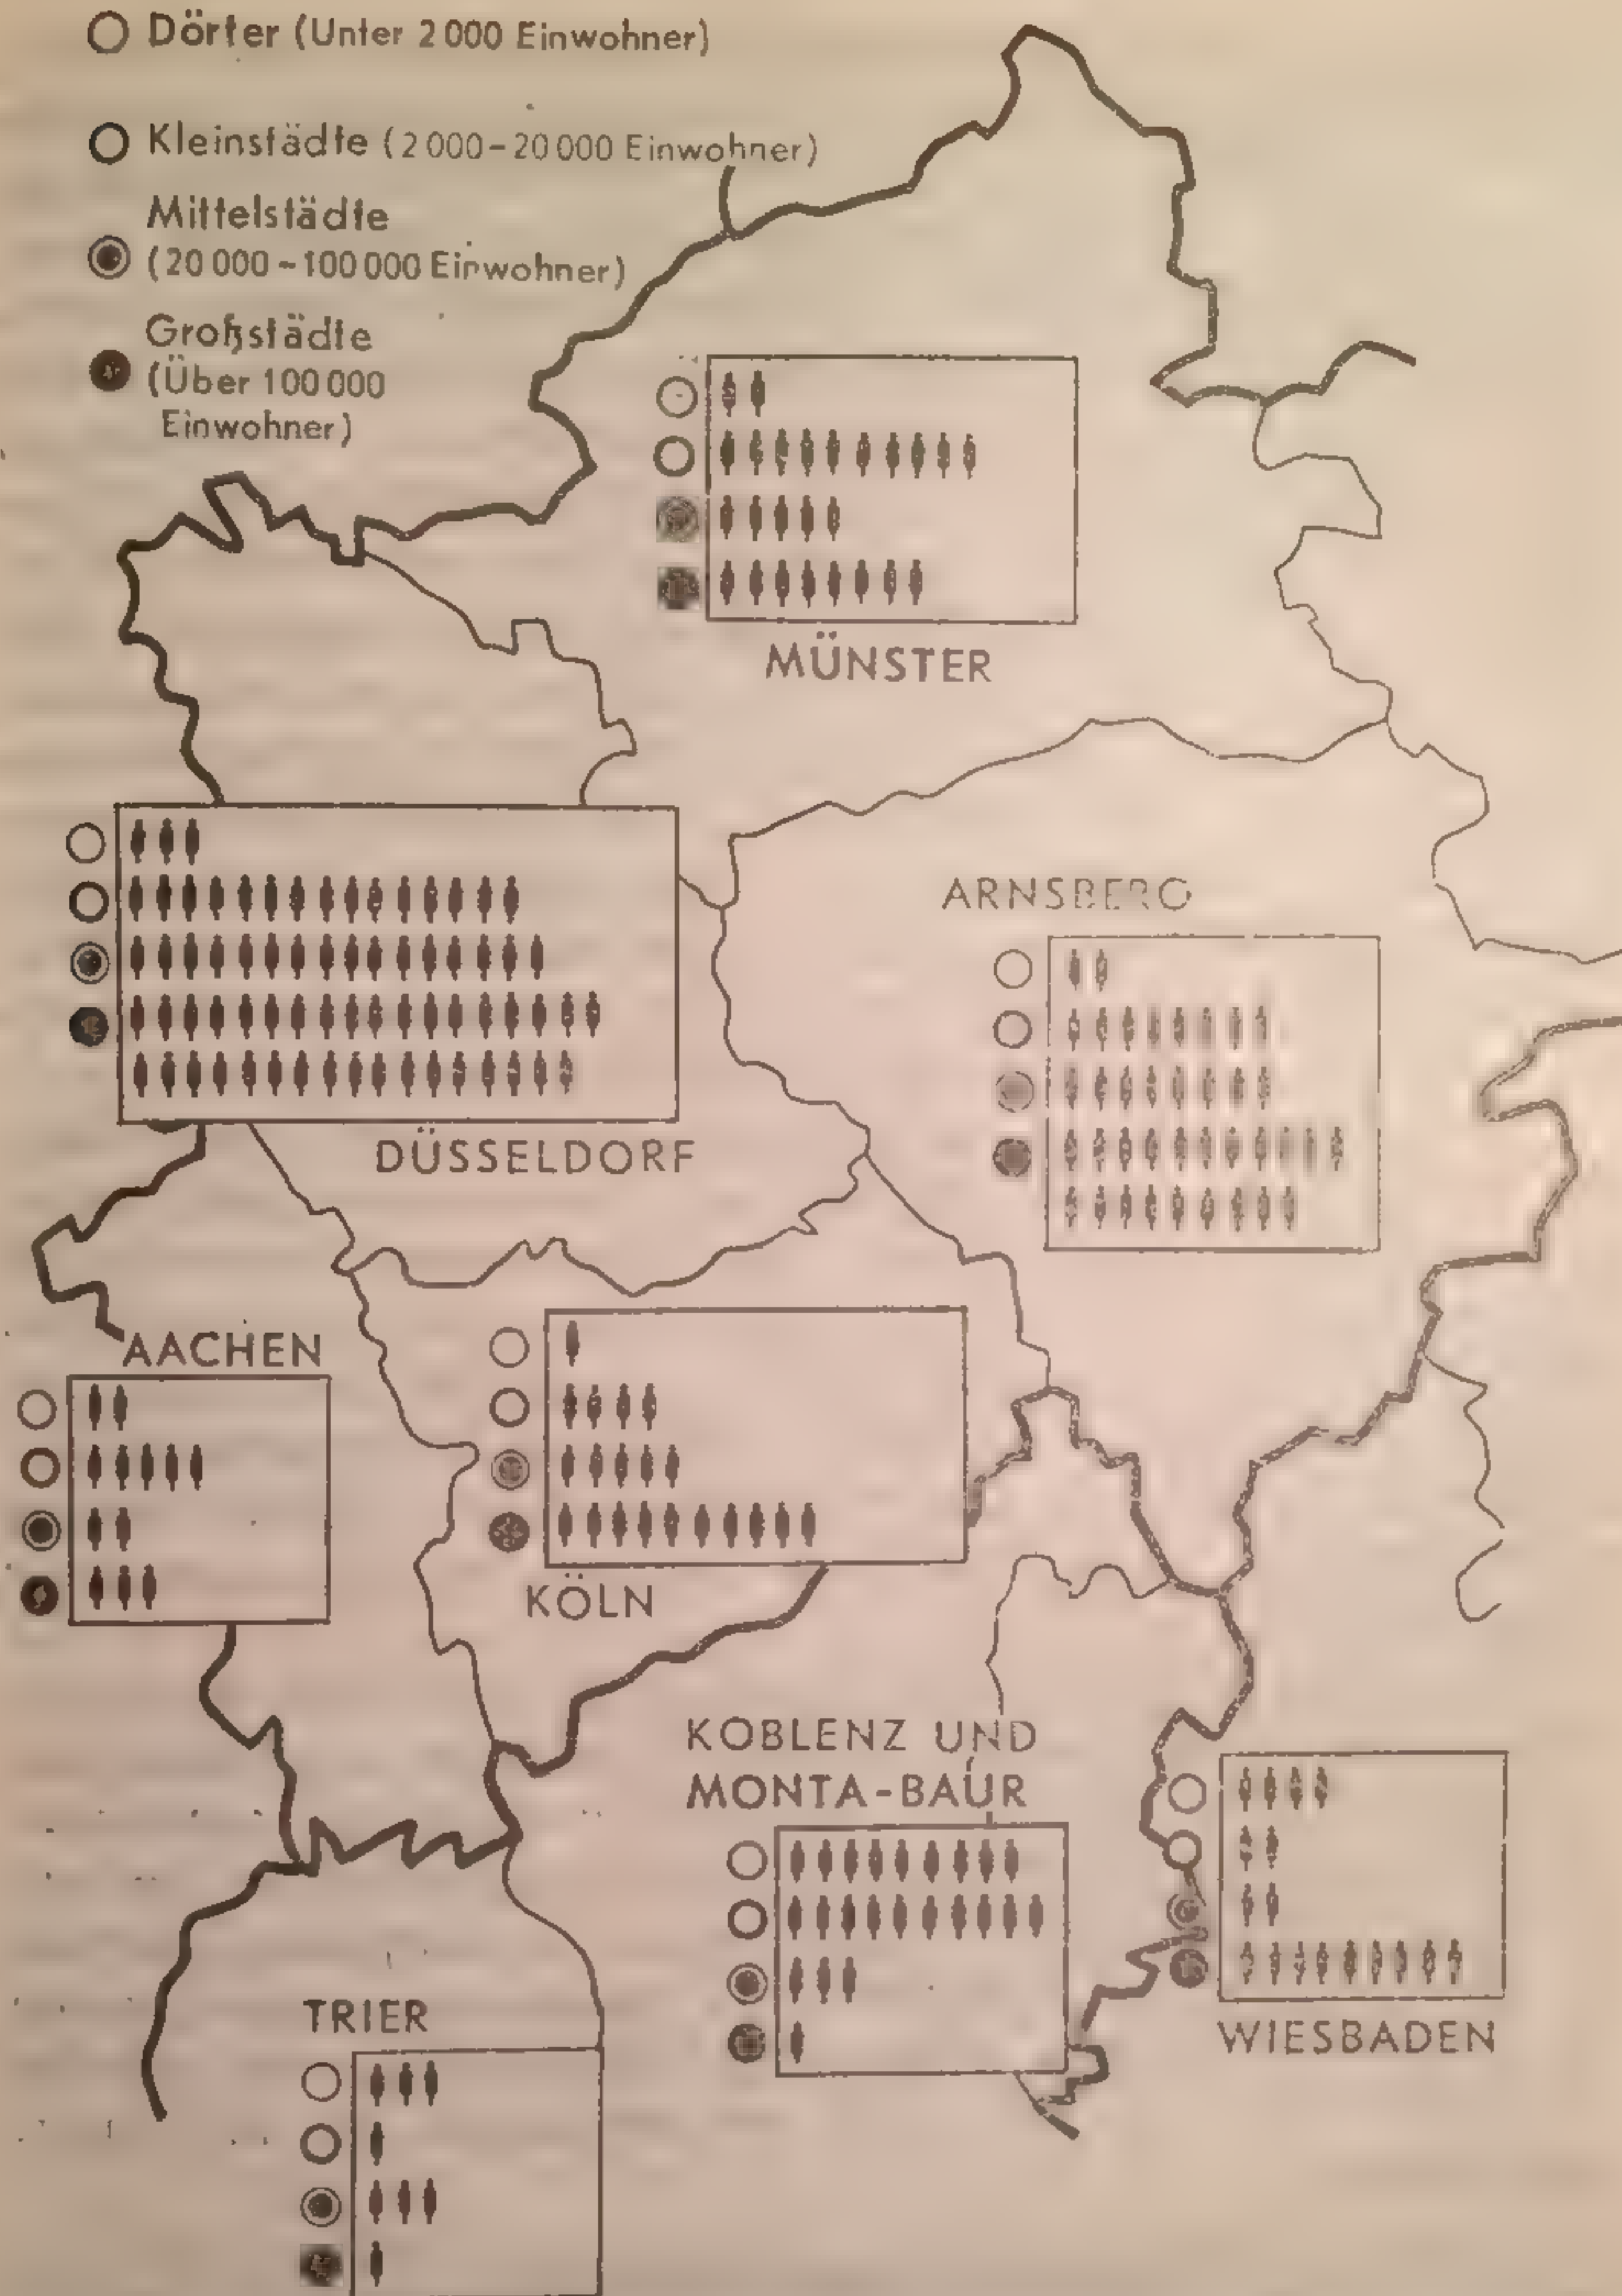 Dörfer (Unter 2 000 Einwohner)
Kleinstädte (2 000-20 000 Einwohner)
Mittelstädte
(20 000-100 000 Einwohner)
Großstädte
(Über 100 000
Einwohner)
MÜNSTER
ARNSBERG
DÜSSELDORF
AACHEN
KÖLN
KOBLENZ UND
MONTA-BAUR
WIESBADEN
TRIER